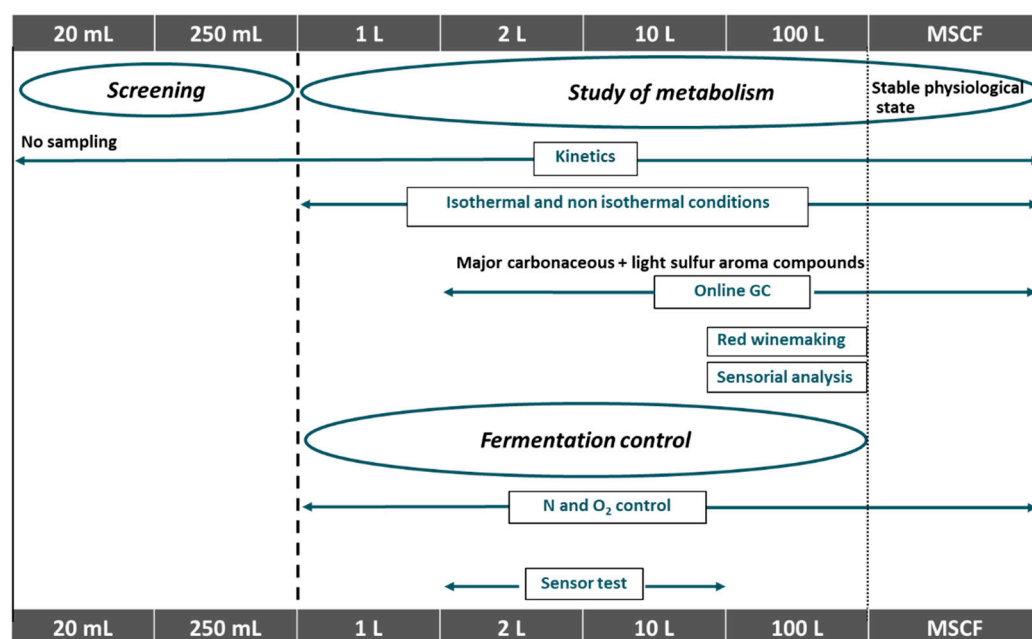 20 mL 250 mL 1 L 2 L 10 L 100 L MSCF
Screening
Study of metabolism
Stable physiological
state
No sampling
Kinetics
Isothermal and non isothermal conditions
Major carbonaceous + light sulfur aroma compounds
Online GC
Red winemaking
Sensorial analysis
Fermentation control
N and O₂ control
Sensor test
20 mL 250 mL 1 L 2 L 10 L 100 L MSCF